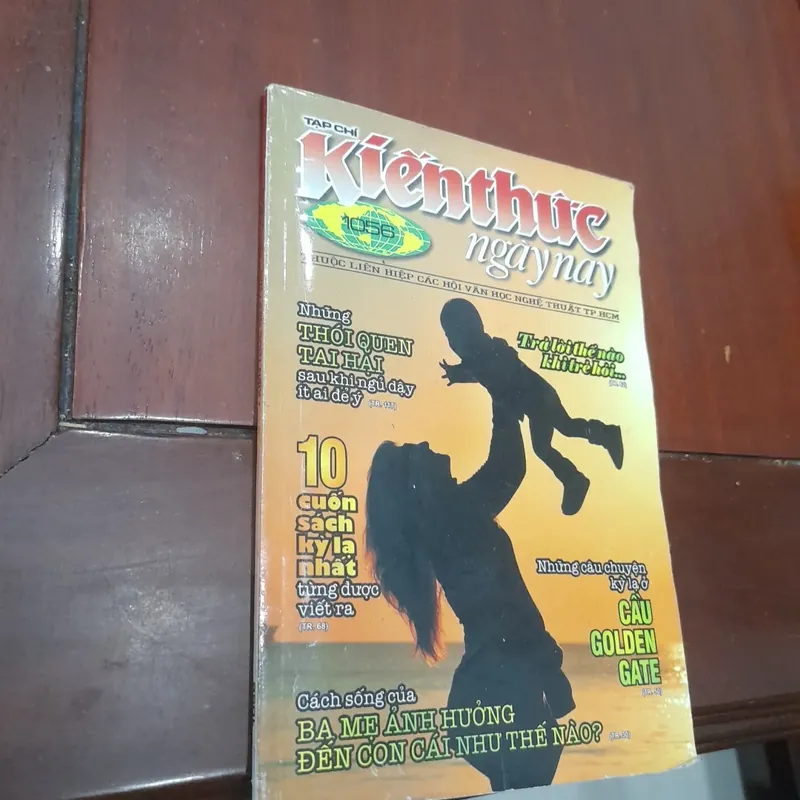 TẠP CHÍ
Kiến thức
1056
ngày nay
THUỘC LIÊN HIỆP CÁC HỘI VĂN HỌC NGHỆ THUẬT TP.HCM
Những
THÓI QUEN
TAI HẠI
sau khi ngủ dậy
ít ai để ý
Trả lời thế nào
khi trẻ hỏi...
10
cuốn
sách
kỳ lạ
nhất
từng được
viết ra
(TR. 68)
Những câu chuyện
kỳ lạ ở
CẦU
GOLDEN
GATE
Cách sống của
BA MẸ ẢNH HƯỞNG
ĐẾN CON CÁI NHƯ THẾ NÀO?